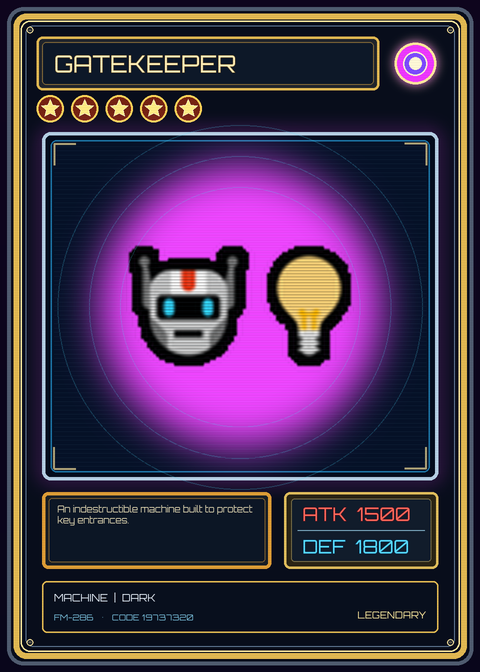 GATEKEEPER
An indestructible machine built to protect
key entrances.
ATK 1500
DEF 1800
MACHINE | DARK
FM-286 · CODE 19737320
LEGENDARY